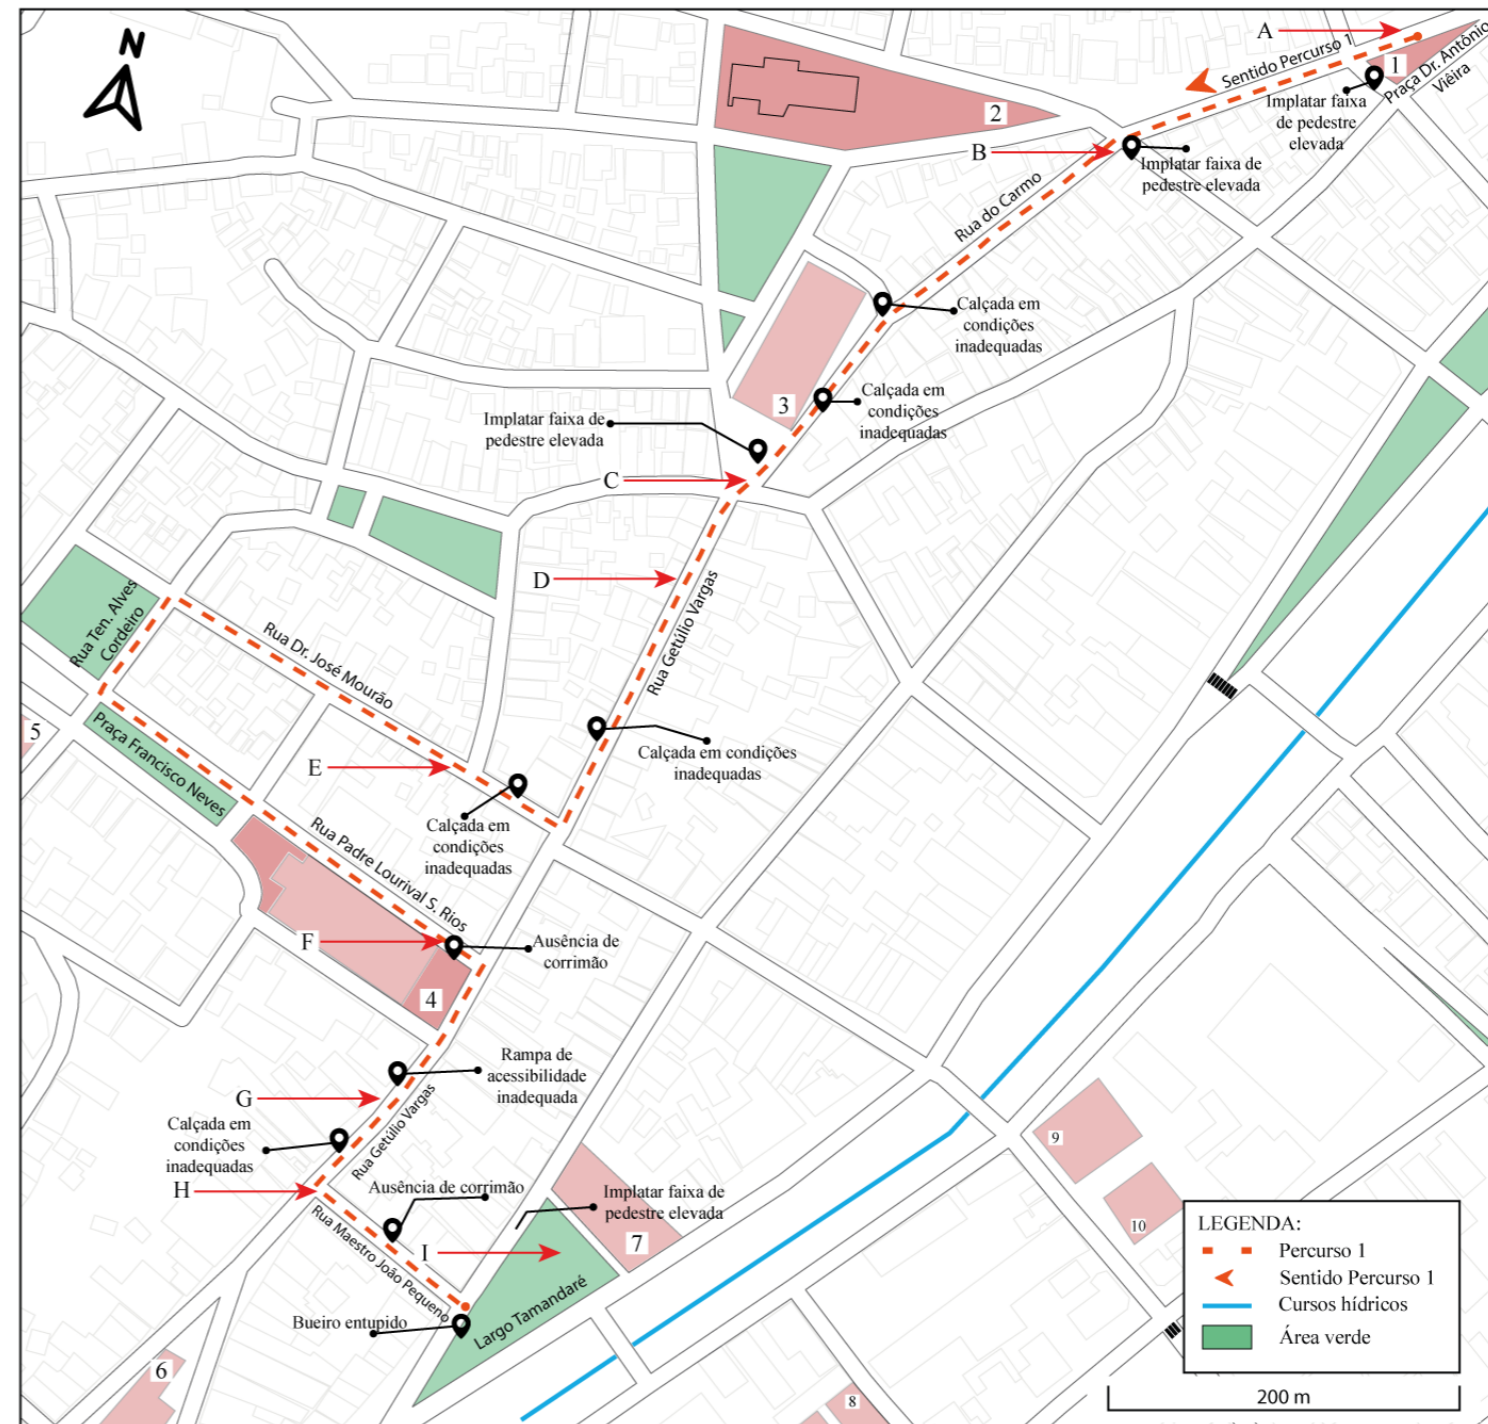 N
A
Sentido Percurso 1
1
Praça Dr. Antônio
Viêira
Implatar faixa
de pedestre
elevada
2
B
Implatar faixa de
pedestre elevada
Rua do Carmo
Calçada em
condições
inadequadas
3
Calçada em
condições
inadequadas
Implatar faixa de
pedestre elevada
C
D
Rua Getúlio Vargas
Rua Ten. Alves
Cordeiro
Rua Dr. José Mourão
5
Praça Francisco Neves
E
Calçada em condições
inadequadas
Calçada em
condições
inadequadas
Rua Padre Lourival S. Rios
F
Ausência de
corrimão
4
Rampa de
acessibilidade
inadequada
G
Calçada em
condições
inadequadas
Rua Getúlio Vargas
H
Ausência de corrimão
Implatar faixa de
pedestre elevada
9
10
7
I
Rua Maestro João Pequeno
Largo Tamandaré
Bueiro entupido
6
8
LEGENDA:
Percurso 1
Sentido Percurso 1
Cursos hídricos
Área verde
200 m